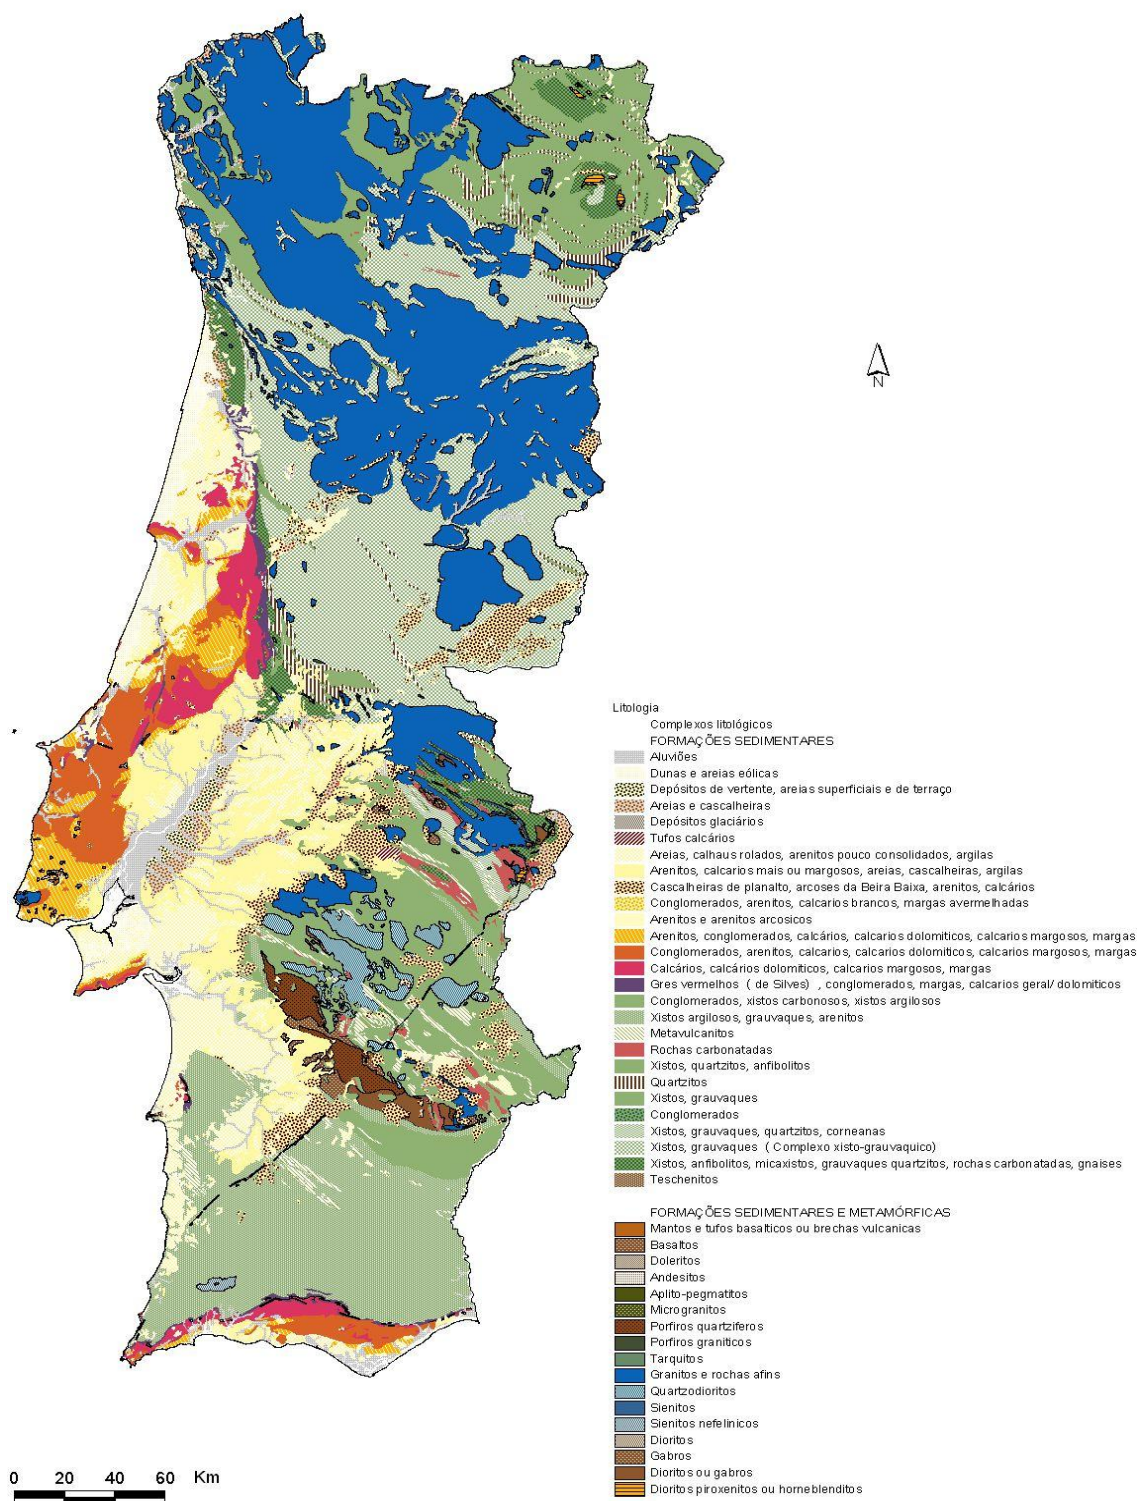 N
Litologia
Complexos litológicos
FORMAÇÕES SEDIMENTARES
Aluviões
Dunas e areias eólicas
Depósitos de vertente, areias superficiais e de terraço
Areias e cascalheiras
Depósitos glaciários
Tufos calcários
Areias, calhaus rolados, arenitos pouco consolidados, argilas
Arenitos, calcarios mais ou margosos, areias, cascalheiras, argilas
Cascalheiras de planalto, arcoses da Beira Baixa, arenitos, calcários
Conglomerados, arenitos, calcarios brancos, margas avermelhadas
Arenitos e arenitos arcosicos
Arenitos, conglomerados, calcários, calcarios dolomiticos, calcarios margosos, margas
Conglomerados, arenitos, calcarios, calcarios dolomiticos, calcarios margosos, margas
Calcários, calcários dolomíticos, calcarios margosos, margas
Gres vermelhos ( de Silves) , conglomerados, margas, calcarios geral/ dolomiticos
Conglomerados, xistos carbonosos, xistos argilosos
Xistos argilosos, grauvaques, arenitos
Metavulcanitos
Rochas carbonatadas
Xistos, quartzitos, anfibolitos
Quartzitos
Xistos, grauvaques
Conglomerados
Xistos, grauvaques, quartzitos, corneanas
Xistos, grauvaques ( Complexo xisto-grauvaquico)
Xistos, anfibolitos, micaxistos, grauvaques quartzitos, rochas carbonatadas, gnaises
Teschenitos
FORMAÇÕES SEDIMENTARES E METAMÓRFICAS
Mantos e tufos basalticos ou brechas vulcanicas
Basaltos
Doleritos
Andesitos
Aplito-pegmatitos
Microgranitos
Porfiros quartziferos
Porfiros graniticos
Tarquitos
Granitos e rochas afins
Quartzodioritos
Sienitos
Sienitos nefelinicos
Dioritos
Gabros
Dioritos ou gabros
Dioritos piroxenitos ou horneblenditos
0 20 40 60 Km